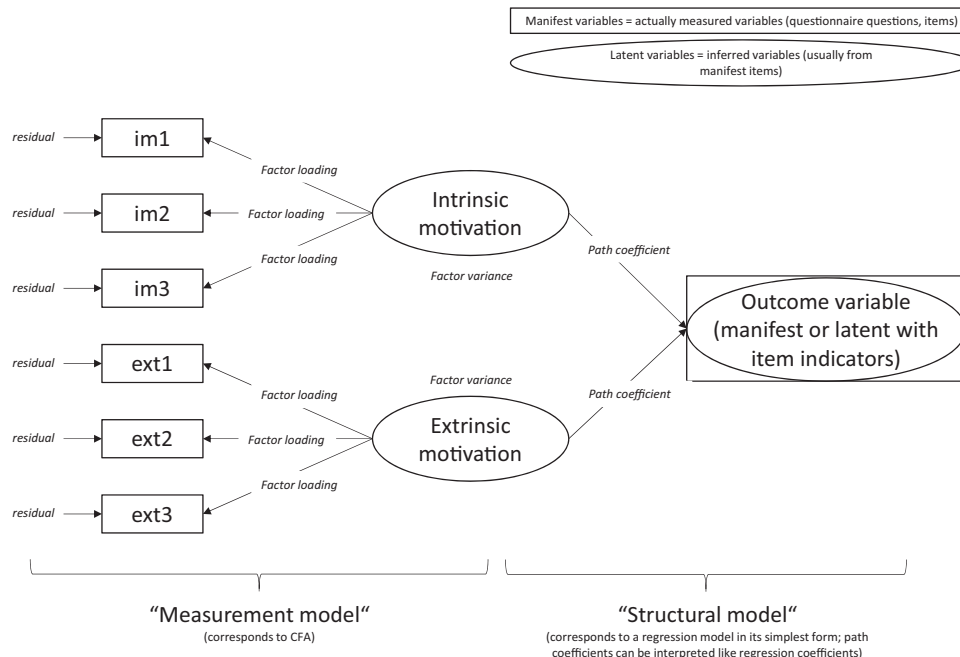 Manifest variables = actually measured variables (questionnaire questions, items)
Latent variables = inferred variables (usually from
manifest items)
residual
im1
Factor loading
residual
im2
Factor loading
Intrinsic
motivation
Factor loading
Path coefficient
residual
im3
Factor variance
Outcome variable
(manifest or latent with
item indicators)
residual
ext1
Factor variance
Factor loading
Path coefficient
residual
ext2
Factor loading
Extrinsic
motivation
Factor loading
residual
ext3
“Measurement model“
(corresponds to CFA)
“Structural model“
(corresponds to a regression model in its simplest form; path
coefficients can be interpreted like regression coefficients)